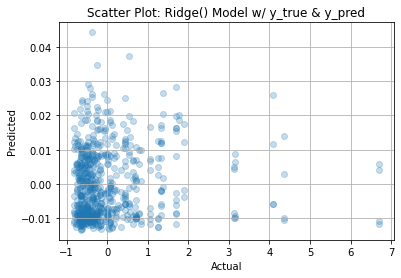 Scatter Plot: Ridge() Model w/ y_true & y_pred
0.04
0.03
0.02
0.01
0.00
−0.01
Predicted
−1 0 1 2 3 4 5 6 7
Actual